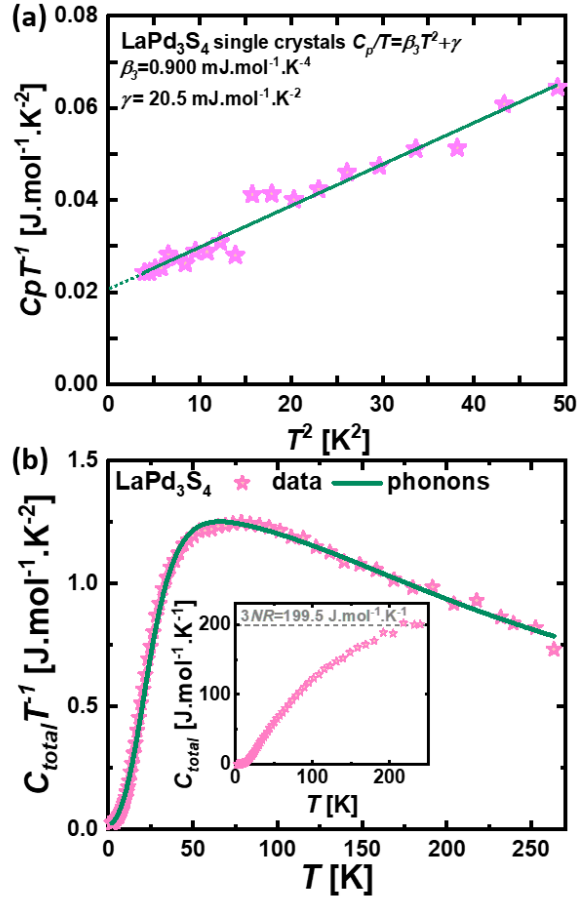 (a)
LaPd₃S₄ single crystals Cₚ/T=β₃T²+γ
β₃=0.900 mJ.mol⁻¹.K⁻⁴
γ = 20.5 mJ.mol⁻¹.K⁻²
CpT⁻¹ [J.mol⁻¹.K⁻²]
0.08
0.06
0.04
0.02
0.00
0 10 20 30 40 50
T² [K²]
(b)
LaPd₃S₄ data phonons
C_total T⁻¹ [J.mol⁻¹.K⁻²]
1.5
1.0
0.5
0.0
3NR=199.5 J.mol⁻¹.K⁻¹
C_total [J.mol⁻¹.K⁻¹]
200
100
0
0 100 200
T [K]
0 25 50 75 100 150 200 250
T [K]